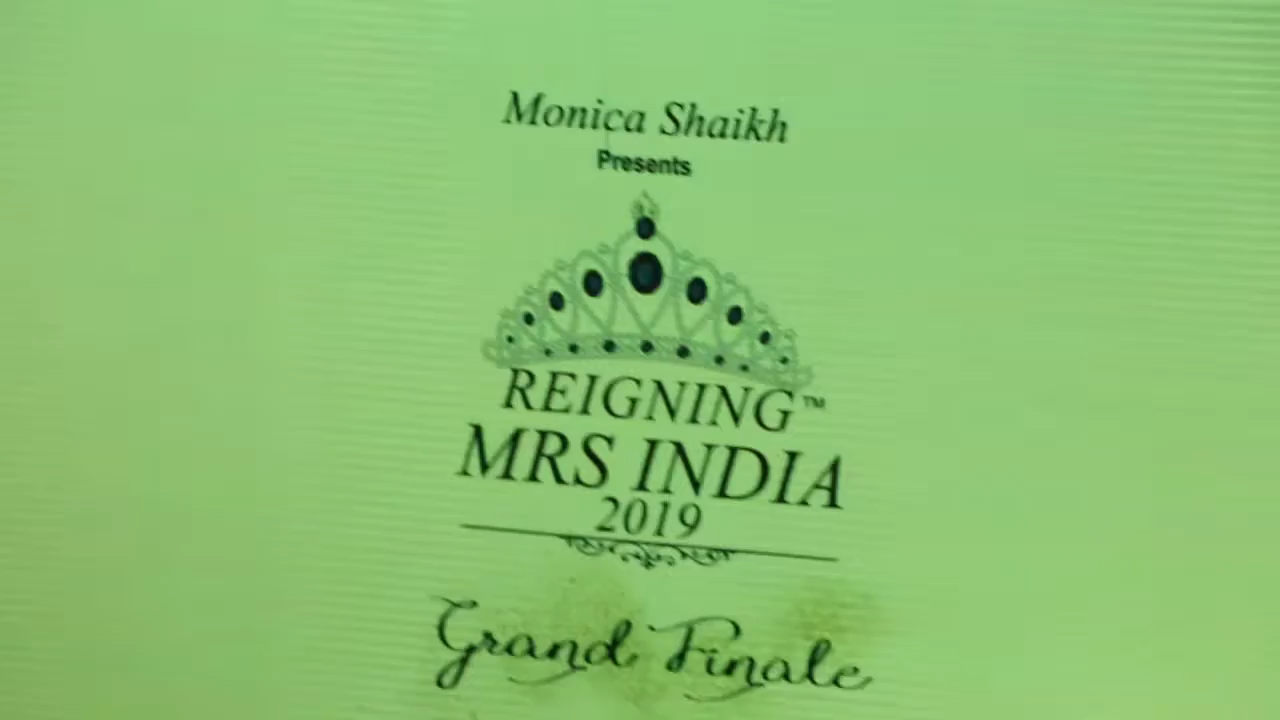 Monica Shaikh
Presents
REIGNING™
MRS INDIA
2019
Grand Finale